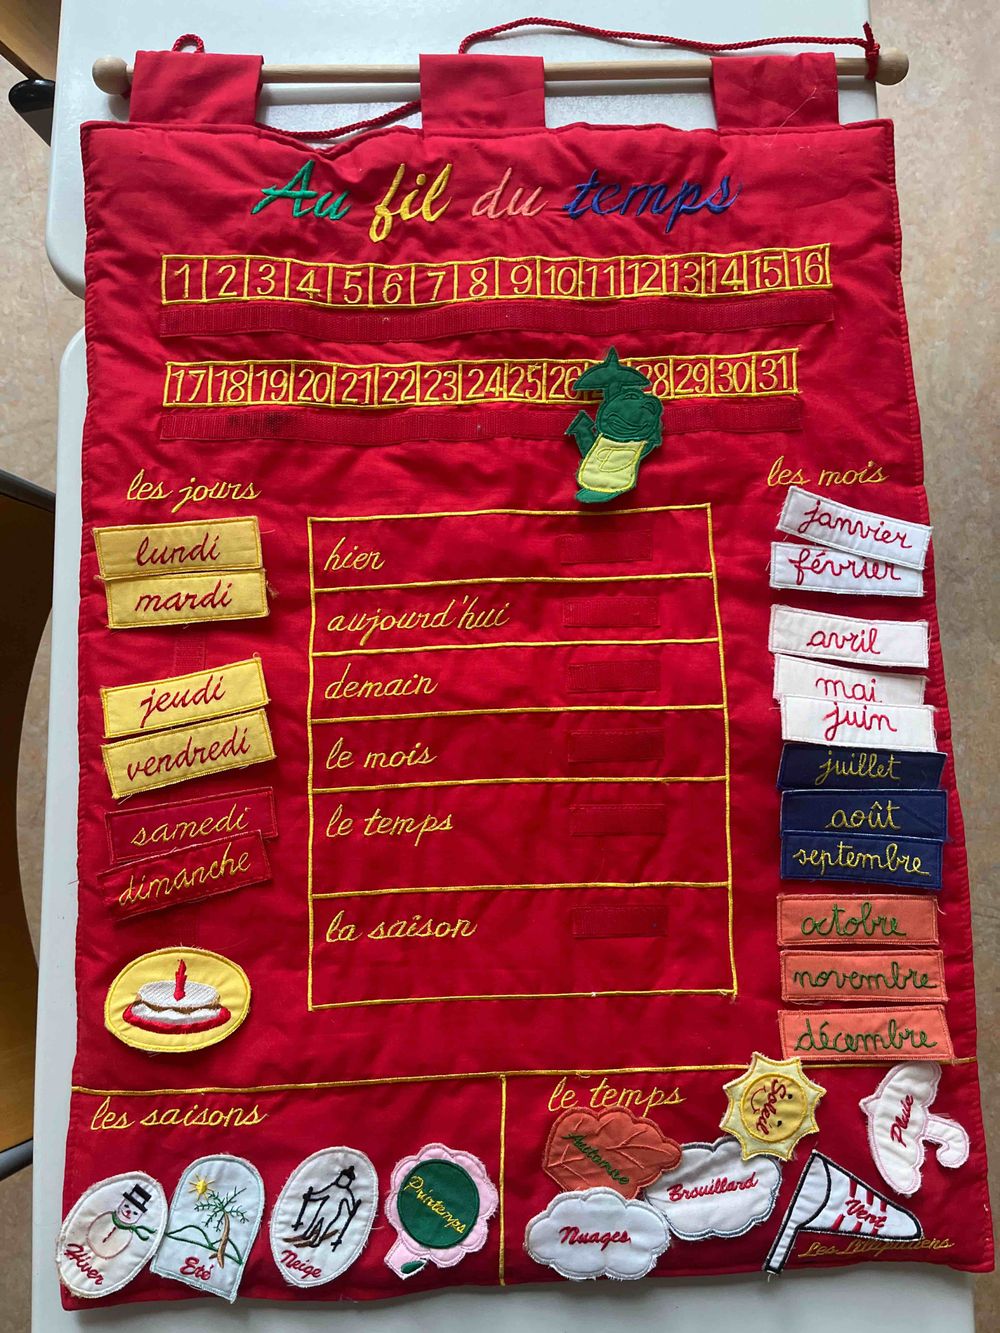 Au fil du temps
1 2 3 4 5 6 7 8 9 10 11 12 13 14 15 16
17 18 19 20 21 22 23 24 25 26 28 29 30 31
les jours
les mois
lundi
mardi
jeudi
vendredi
samedi
dimanche
hier
aujourd'hui
demain
le mois
le temps
la saison
janvier
février
avril
mai
juin
juillet
août
septembre
octobre
novembre
décembre
les saisons
Hiver
Eté
Neige
Printemps
le temps
Soleil
Pluie
Automne
Brouillard
Nuages
Vent